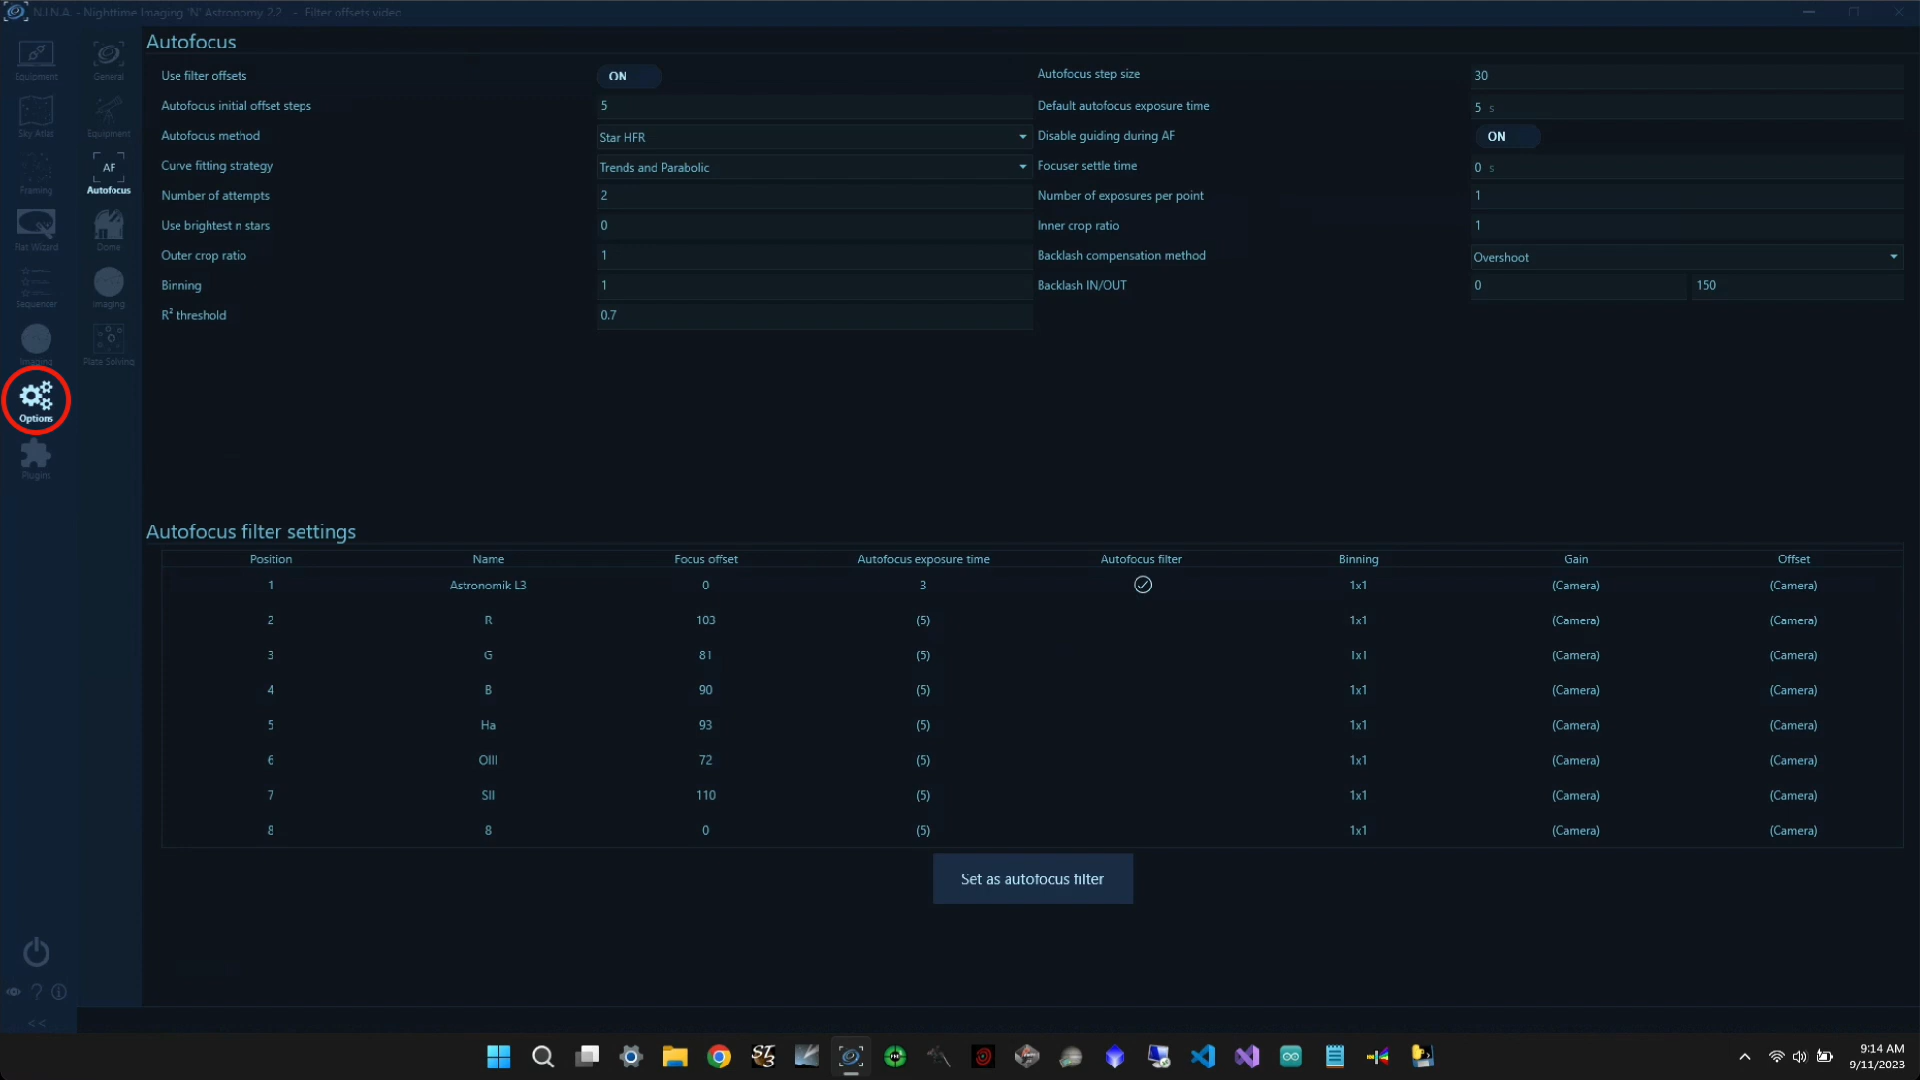 N.I.N.A. - Nighttime Imaging 'N' Astronomy 2.2 - Filter offsets video
Equipment
Sky Atlas
Framing
Flat Wizard
Sequencer
Imaging
Options
Plugins
General
Equipment
AF
Autofocus
Dome
Imaging
Plate Solving
Autofocus
Use filter offsets ON Autofocus step size 30
Autofocus initial offset steps 5 Default autofocus exposure time 5 s
Autofocus method Star HFR Disable guiding during AF ON
Curve fitting strategy Trends and Parabolic Focuser settle time 0 s
Number of attempts 2 Number of exposures per point 1
Use brightest n stars 0 Inner crop ratio 1
Outer crop ratio 1 Backlash compensation method Overshoot
Binning 1 Backlash IN/OUT 0 150
R² threshold 0.7
Autofocus filter settings
Position Name Focus offset Autofocus exposure time Autofocus filter Binning Gain Offset
1 Astronomik L3 0 3 1x1 (Camera) (Camera)
2 R 103 (5) 1x1 (Camera) (Camera)
3 G 81 (5) 1x1 (Camera) (Camera)
4 B 90 (5) 1x1 (Camera) (Camera)
5 Ha 93 (5) 1x1 (Camera) (Camera)
6 OIII 72 (5) 1x1 (Camera) (Camera)
7 SII 110 (5) 1x1 (Camera) (Camera)
8 8 0 (5) 1x1 (Camera) (Camera)
Set as autofocus filter
<<
9:14 AM
9/11/2023